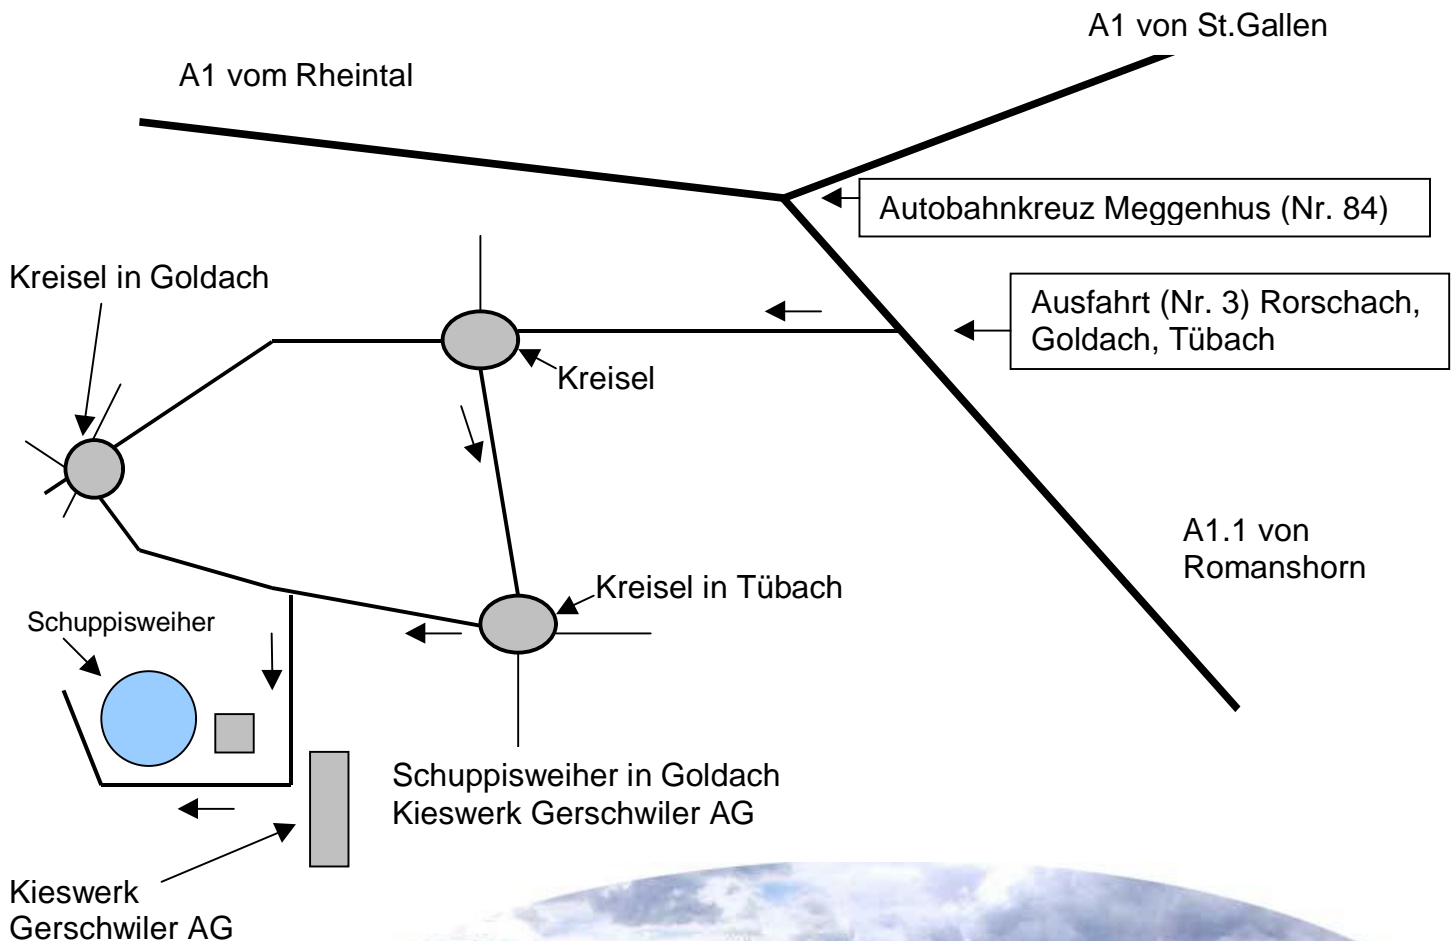 A1 von St.Gallen
A1 vom Rheintal
Autobahnkreuz Meggenhus (Nr. 84)
Kreisel in Goldach
Ausfahrt (Nr. 3) Rorschach,
Goldach, Tübach
Kreisel
A1.1 von
Romanshorn
Kreisel in Tübach
Schuppisweiher
Schuppisweiher in Goldach
Kieswerk Gerschwiler AG
Kieswerk
Gerschwiler AG